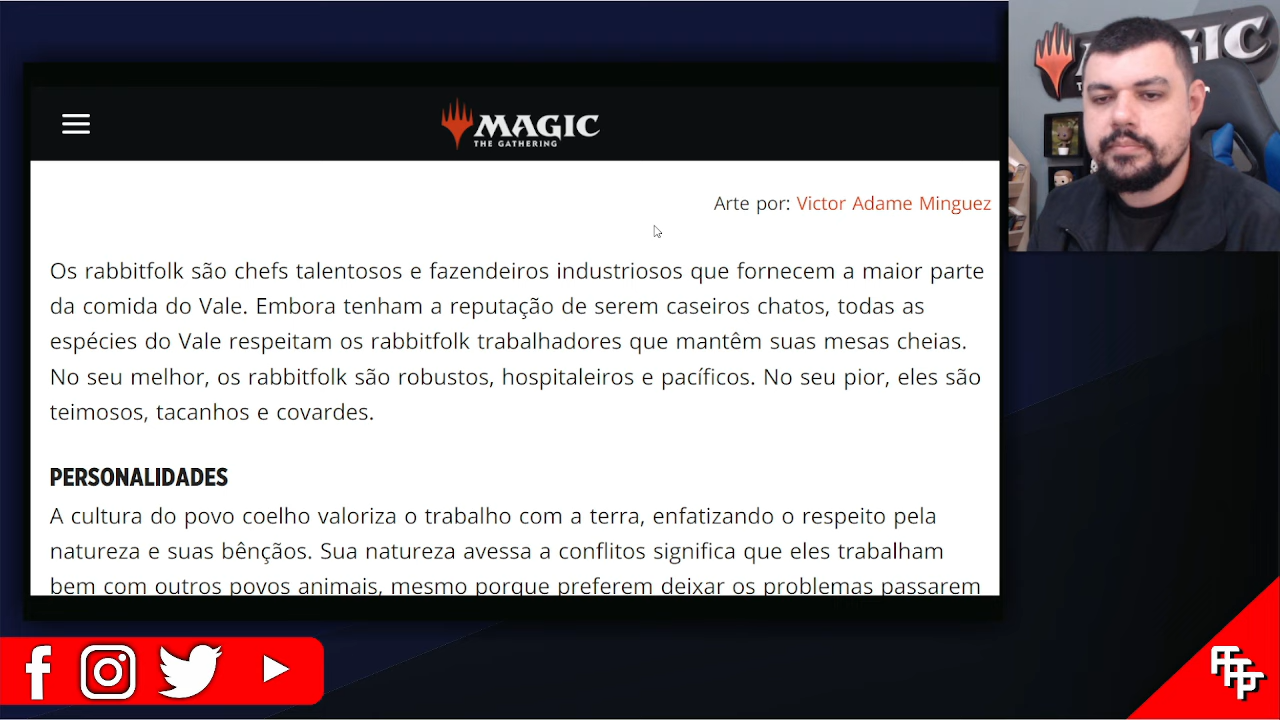 MAGIC
THE GATHERING
Arte por: Victor Adame Minguez
Os rabbitfolk são chefs talentosos e fazendeiros industriosos que fornecem a maior parte
da comida do Vale. Embora tenham a reputação de serem caseiros chatos, todas as
espécies do Vale respeitam os rabbitfolk trabalhadores que mantêm suas mesas cheias.
No seu melhor, os rabbitfolk são robustos, hospitaleiros e pacíficos. No seu pior, eles são
teimosos, tacanhos e covardes.
PERSONALIDADES
A cultura do povo coelho valoriza o trabalho com a terra, enfatizando o respeito pela
natureza e suas bênçãos. Sua natureza avessa a conflitos significa que eles trabalham
bem com outros povos animais, mesmo porque preferem deixar os problemas passarem